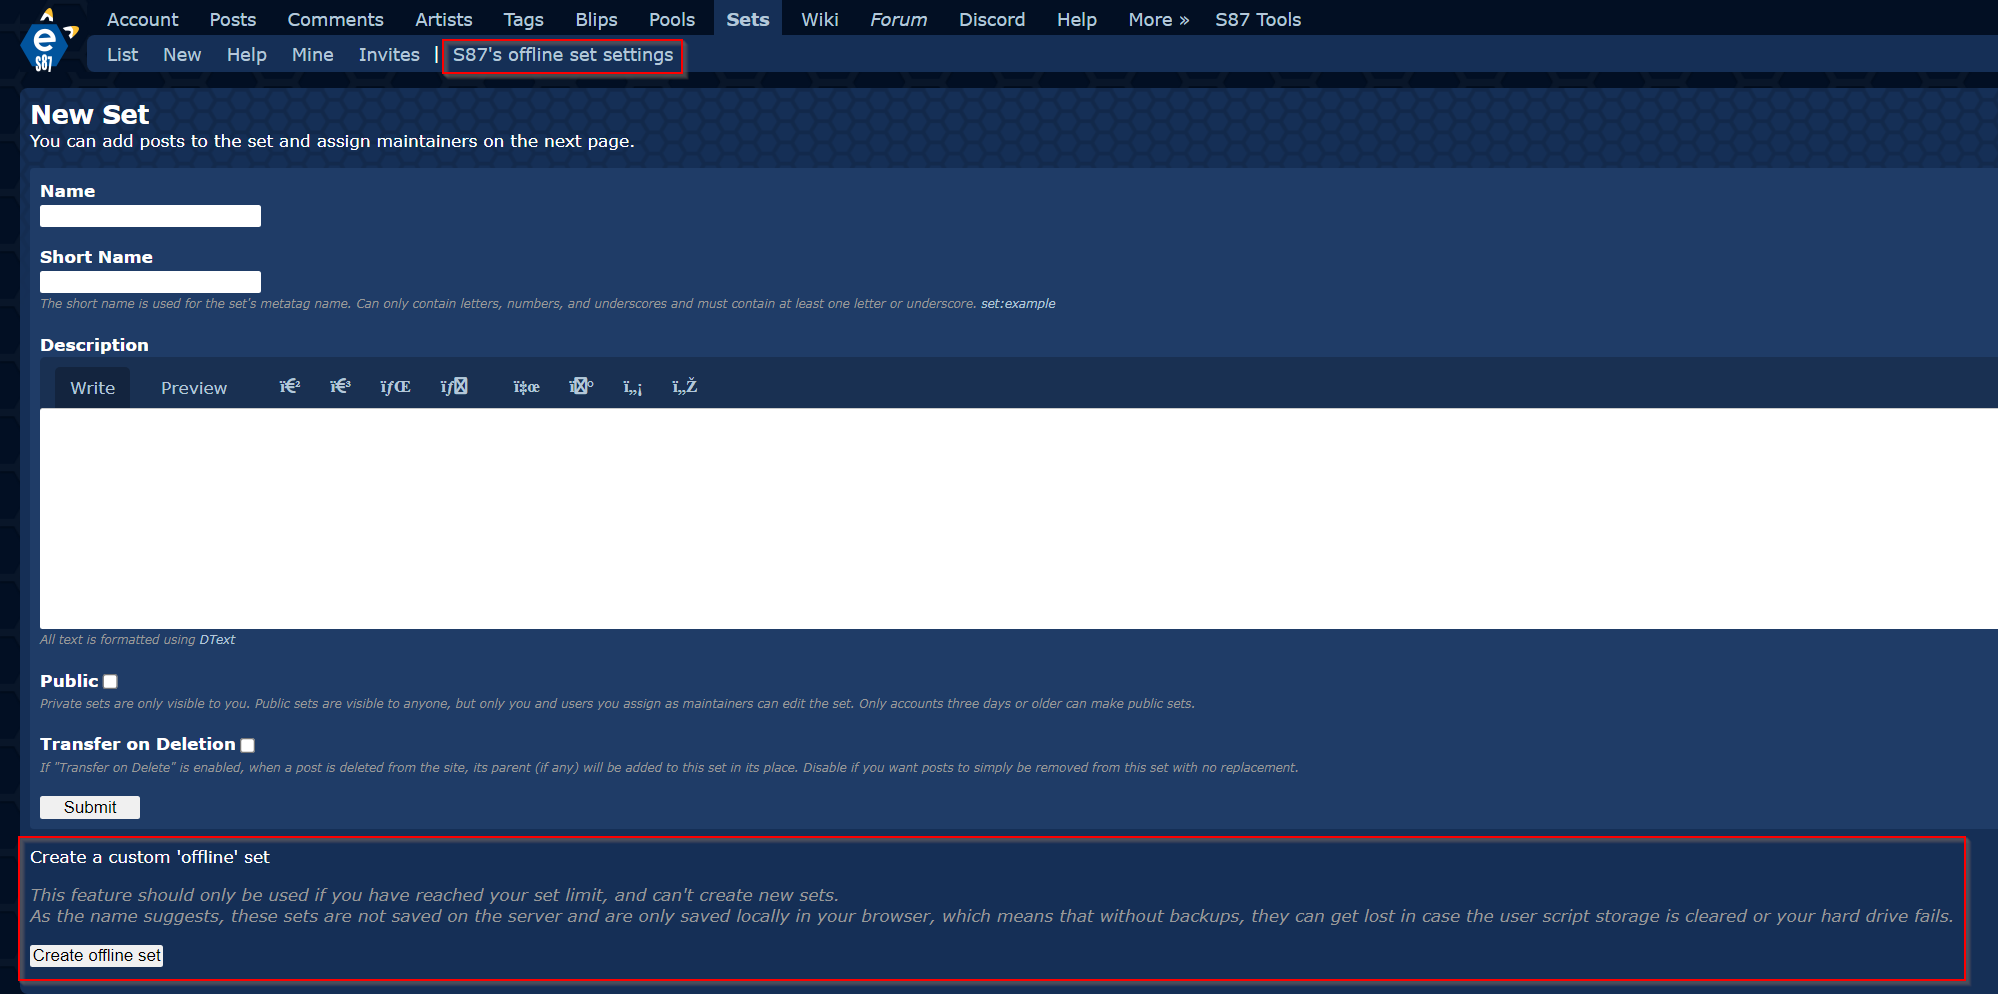 e
S87
Account Posts Comments Artists Tags Blips Pools Sets Wiki Forum Discord Help More » S87 Tools
List New Help Mine Invites | S87's offline set settings
New Set
You can add posts to the set and assign maintainers on the next page.
Name
Short Name
The short name is used for the set's metatag name. Can only contain letters, numbers, and underscores and must contain at least one letter or underscore. set:example
Description
Write Preview ï€² ï€³ ïƒŒ ïƒ ï‡œ ïº ï„¡ ï„Ž
All text is formatted using DText
Public
Private sets are only visible to you. Public sets are visible to anyone, but only you and users you assign as maintainers can edit the set. Only accounts three days or older can make public sets.
Transfer on Deletion
If "Transfer on Delete" is enabled, when a post is deleted from the site, its parent (if any) will be added to this set in its place. Disable if you want posts to simply be removed from this set with no replacement.
Submit
Create a custom 'offline' set
This feature should only be used if you have reached your set limit, and can't create new sets.
As the name suggests, these sets are not saved on the server and are only saved locally in your browser, which means that without backups, they can get lost in case the user script storage is cleared or your hard drive fails.
Create offline set